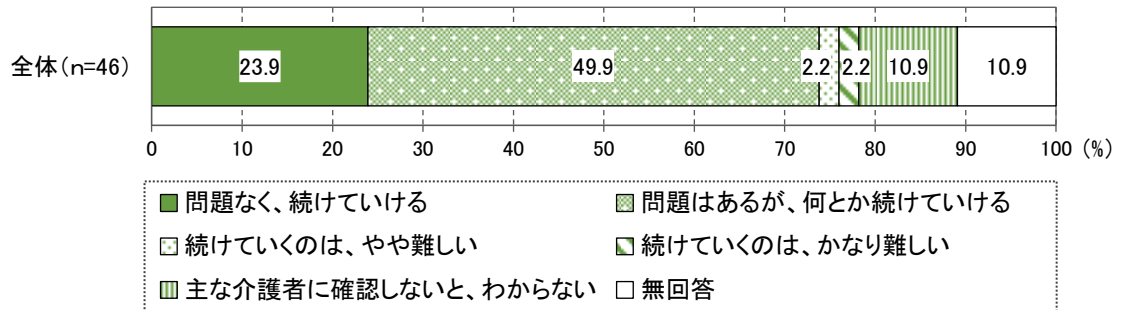 全体(n=46)
23.9 49.9 2.2 2.2 10.9 10.9
0 10 20 30 40 50 60 70 80 90 100 (%)
問題なく、続けていける 問題はあるが、何とか続けていける
続けていくのは、やや難しい 続けていくのは、かなり難しい
主な介護者に確認しないと、わからない 無回答